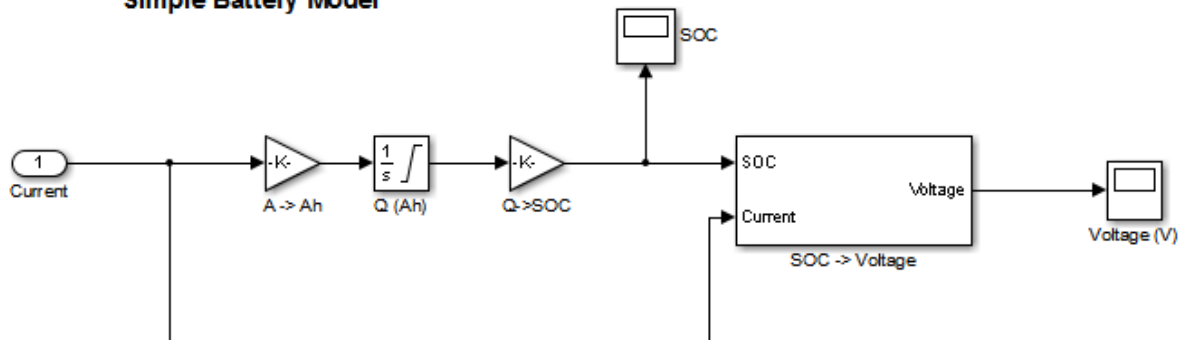 Simple Battery Model
SOC
1
Current
-K-
A -> Ah
1
s
Q (Ah)
-K-
Q->SOC
SOC
Current
Voltage
SOC -> Voltage
Voltage (V)